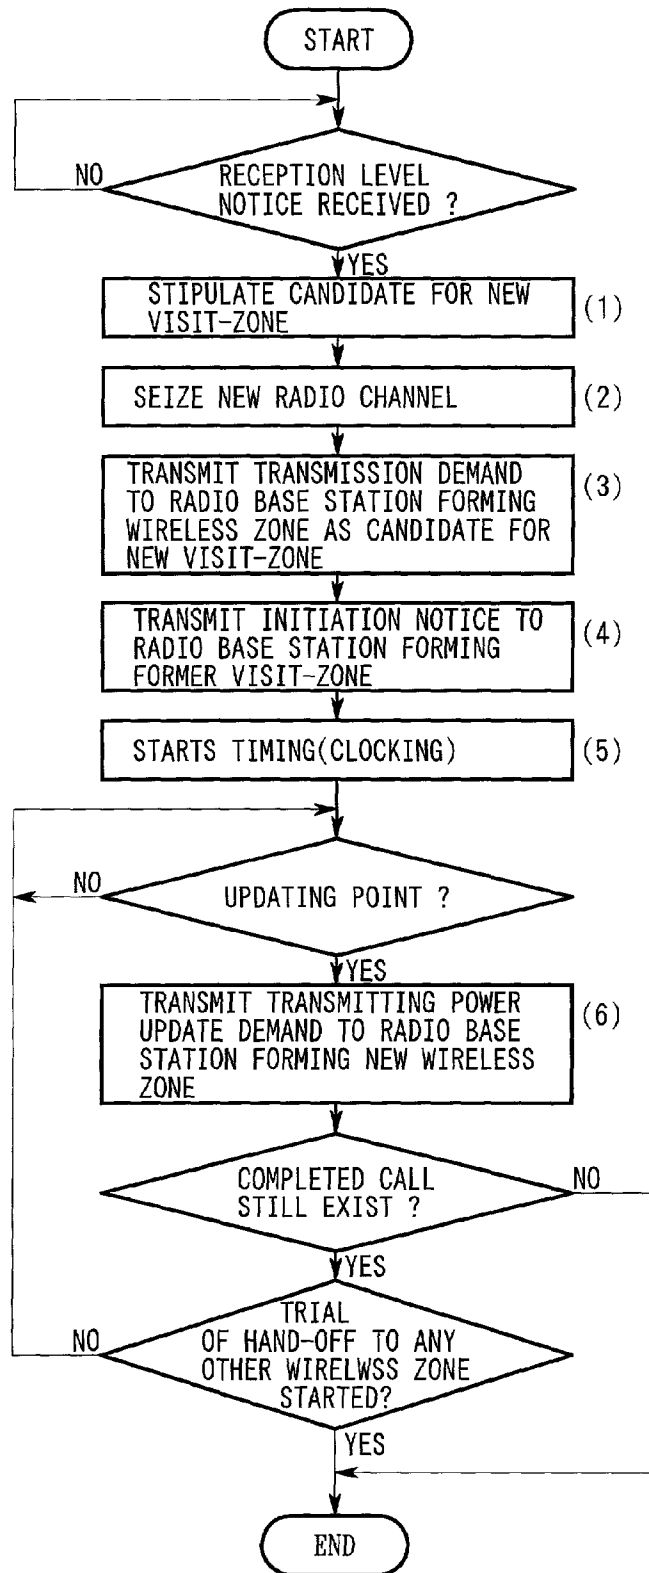 START
RECEPTION LEVEL
NOTICE RECEIVED ?
NO
YES
STIPULATE CANDIDATE FOR NEW
VISIT-ZONE
(1)
SEIZE NEW RADIO CHANNEL
(2)
TRANSMIT TRANSMISSION DEMAND
TO RADIO BASE STATION FORMING
WIRELESS ZONE AS CANDIDATE FOR
NEW VISIT-ZONE
(3)
TRANSMIT INITIATION NOTICE TO
RADIO BASE STATION FORMING
FORMER VISIT-ZONE
(4)
STARTS TIMING(CLOCKING)
(5)
NO
UPDATING POINT ?
YES
TRANSMIT TRANSMITTING POWER
UPDATE DEMAND TO RADIO BASE
STATION FORMING NEW WIRELESS
ZONE
(6)
COMPLETED CALL
STILL EXIST ?
NO
YES
TRIAL
OF HAND-OFF TO ANY
OTHER WIRELWSS ZONE
STARTED?
NO
YES
END